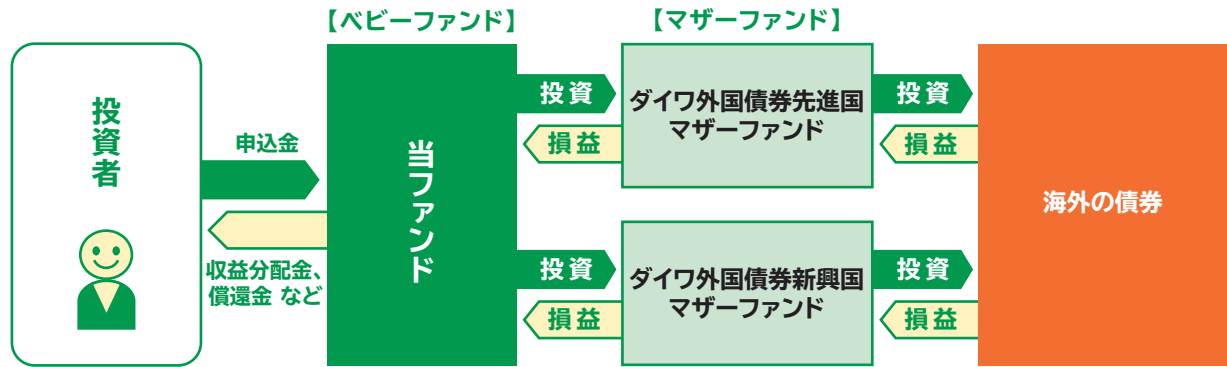 【ベビーファンド】
【マザーファンド】
投資者
申込金
収益分配金、
償還金 など
当ファンド
投資
損益
ダイワ外国債券先進国
マザーファンド
投資
損益
投資
損益
ダイワ外国債券新興国
マザーファンド
投資
損益
海外の債券